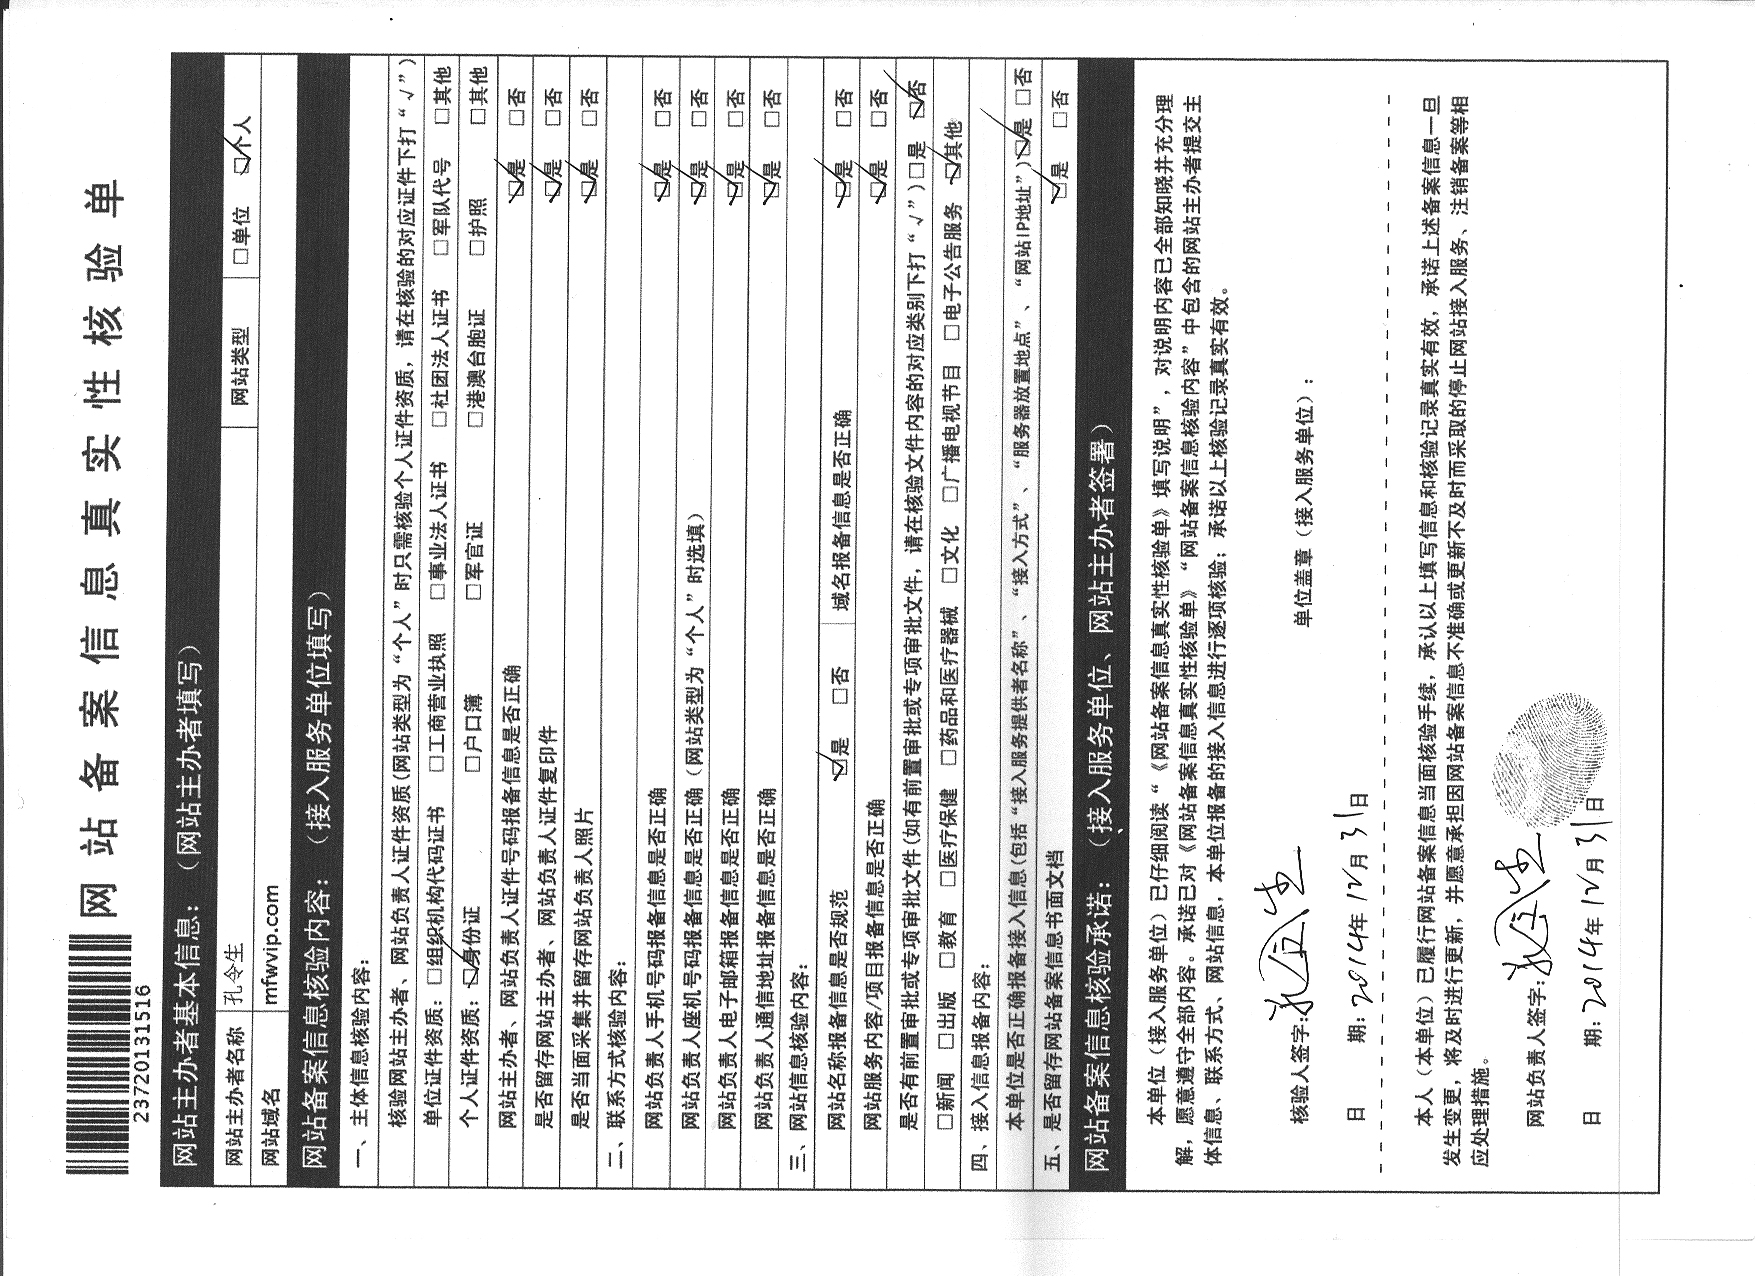 网站备案信息真实性核验单
23720131516
网站主办者基本信息：（网站主办者填写）
网站主办者名称 孔令生 网站类型 □单位 ☑个人
网站域名 mfwvip.com
网站备案信息核验内容：（接入服务单位填写）
一、主体信息核验内容：
核验网站主办者、网站负责人证件资质(网站类型为“个人”时只需核验个人证件资质，请在核验的对应证件下打“√”)
单位证件资质：□组织机构代码证书 □工商营业执照 □事业法人证书 □社团法人证书 □军队代号 □其他
个人证件资质：☑身份证 □户口簿 □军官证 □港澳台胞证 □护照 □其他
网站主办者、网站负责人证件号码报备信息是否正确 ☑是 □否
是否留存网站主办者、网站负责人证件复印件 ☑是 □否
是否当面采集并留存网站负责人照片 ☑是 □否
二、联系方式核验内容：
网站负责人手机号码报备信息是否正确 ☑是 □否
网站负责人座机号码报备信息是否正确（网站类型为“个人”时选填） ☑是 □否
网站负责人电子邮箱报备信息是否正确 ☑是 □否
网站负责人通信地址报备信息是否正确 ☑是 □否
三、网站信息核验内容：
网站名称报备信息是否规范 ☑是 □否 域名报备信息是否正确 ☑是 □否
网站服务内容/项目报备信息是否正确 ☑是 □否
是否有前置审批或专项审批文件(如有前置审批或专项审批文件，请在核验文件内容的对应类别下打“√”) □是 ☑否
□新闻 □出版 □教育 □医疗保健 □药品和医疗器械 □文化 □广播电视节目 □电子公告服务 ☑其他
四、接入信息报备内容：
本单位是否正确报备接入信息(包括“接入服务提供者名称”、“接入方式”、“服务器放置地点”、“网站IP地址”) ☑是 □否
五、是否留存网站备案信息书面文档 ☑是 □否
网站备案信息核验承诺：（接入服务单位、网站主办者签署）
本单位（接入服务单位）已仔细阅读“《网站备案信息真实性核验单》填写说明”，对说明内容已全部知晓并充分理
解，愿意遵守全部内容。承诺已对《网站备案信息真实性核验单》“网站备案信息核验内容”中包含的网站主办者提交主
体信息、联系方式、网站信息，本单位报备的接入信息进行逐项核验；承诺以上核验记录真实有效。
核验人签字：孔令生 单位盖章（接入服务单位）：
日 期：2014年12月31日
本人（本单位）已履行网站备案信息当面核验手续，承认以上填写信息和核验记录真实有效，承诺上述备案信息一旦
发生变更，将及时进行更新，并愿意承担因网站备案信息不准确或更新不及时而采取的停止网站接入服务、注销备案等相
应处理措施。
网站负责人签字：孔令生
日 期：2014年12月31日